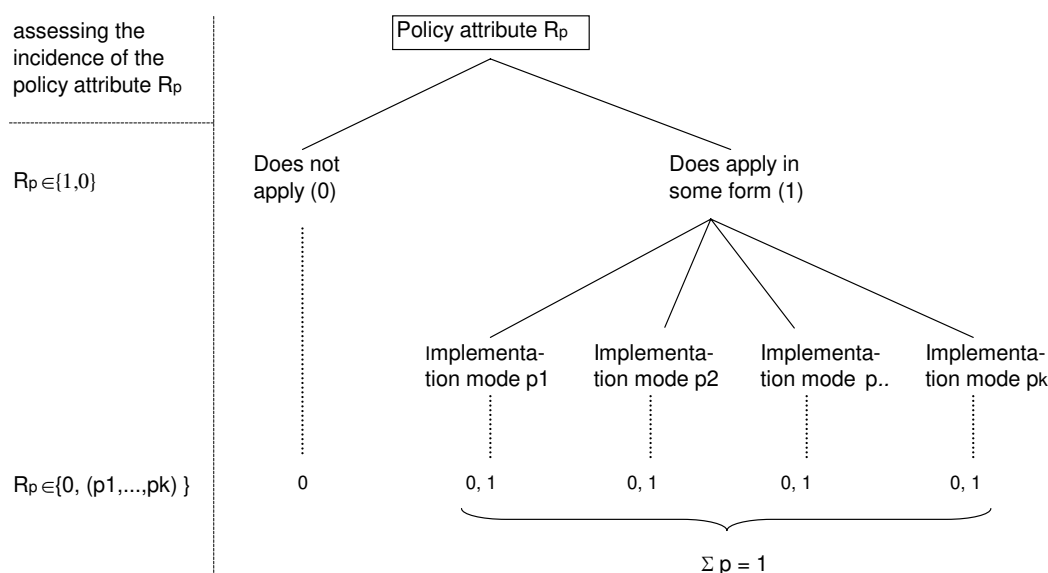 assessing the
incidence of the
policy attribute Rp
Policy attribute Rp
Rp∈{1,0}
Does not
apply (0)
Does apply in
some form (1)
Implementa-
tion mode p1
Implementa-
tion mode p2
Implementa-
tion mode p..
Implementa-
tion mode pk
Rp∈{0, (p1,...,pk) }
0
0, 1
0, 1
0, 1
0, 1
Σ p = 1